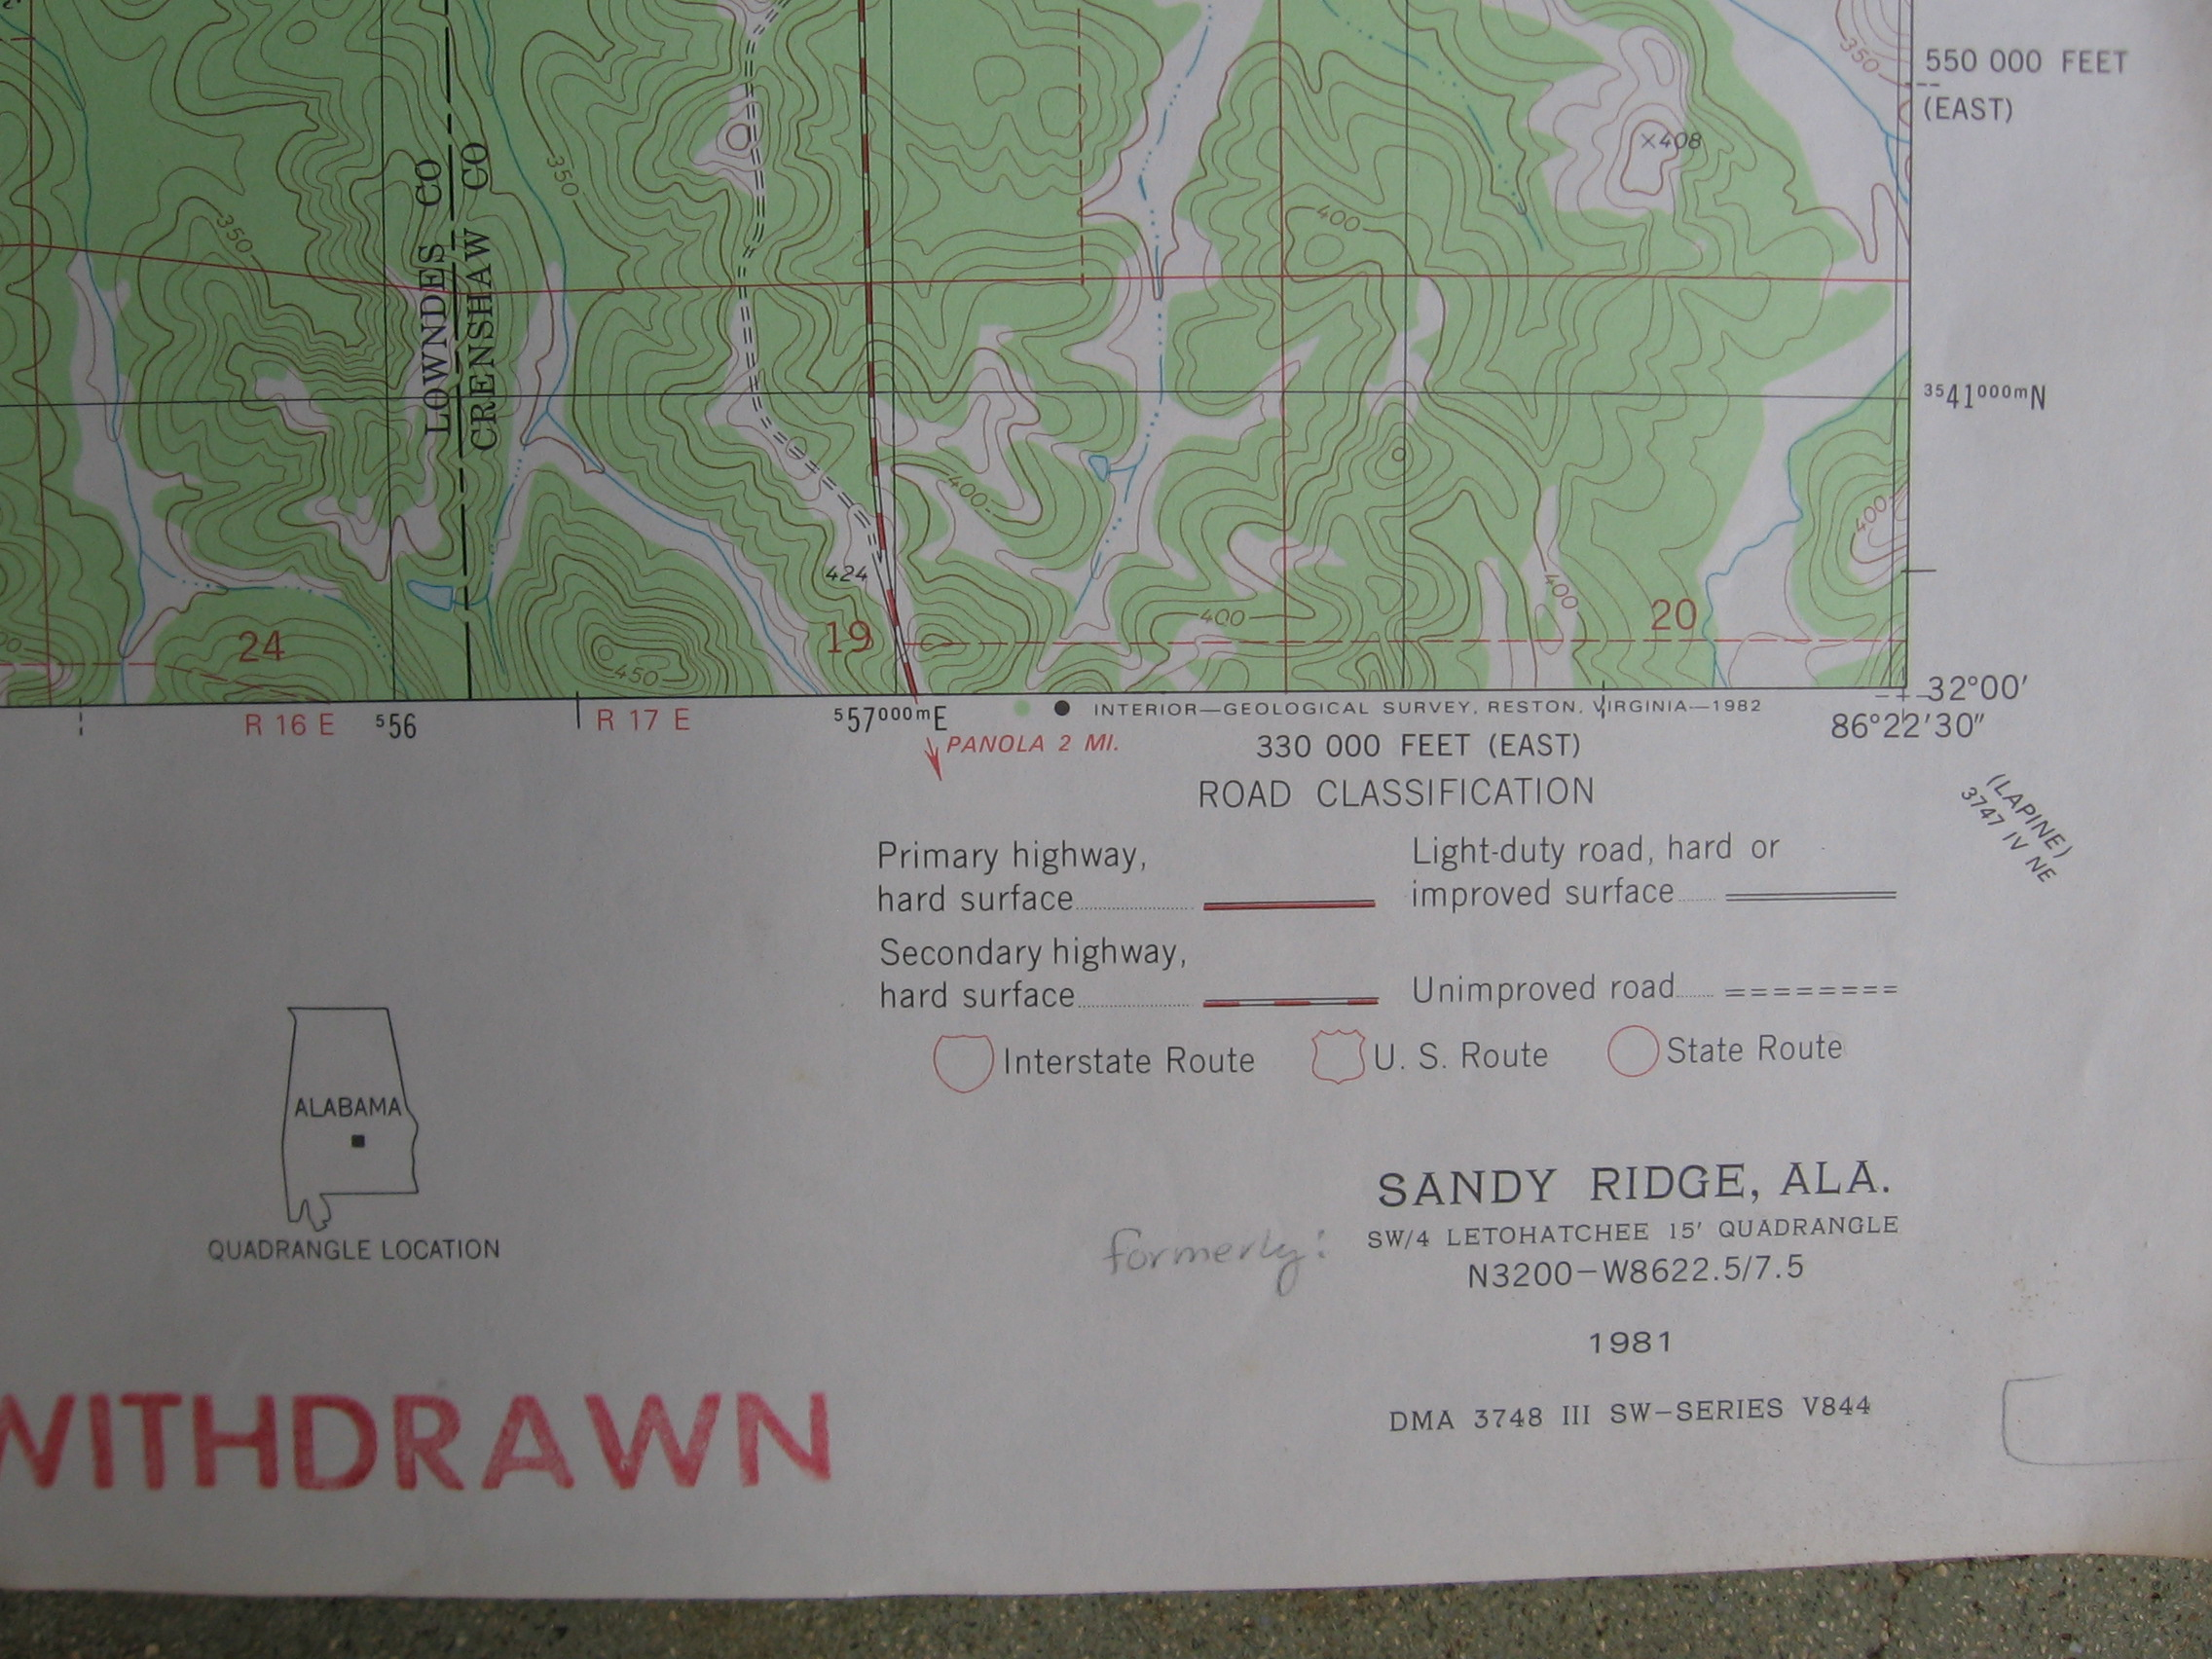 550 000 FEET
(EAST)
350
×408
350
LOWNDES CO
CRENSHAW CO
350
400
3541000mN
400
400
424
400
400
24
19
20
450
32°00′
R 16 E
556
R 17 E
557000mE
INTERIOR—GEOLOGICAL SURVEY, RESTON, VIRGINIA—1982
86°22′30″
PANOLA 2 MI.
330 000 FEET (EAST)
ROAD CLASSIFICATION
(LAPINE)
3747 IV NE
Primary highway,
hard surface
Light-duty road, hard or
improved surface
Secondary highway,
hard surface
Unimproved road
Interstate Route
U. S. Route
State Route
ALABAMA
QUADRANGLE LOCATION
SANDY RIDGE, ALA.
formerly:
SW/4 LETOHATCHEE 15′ QUADRANGLE
N3200—W8622.5/7.5
1981
DMA 3748 III SW—SERIES V844
WITHDRAWN